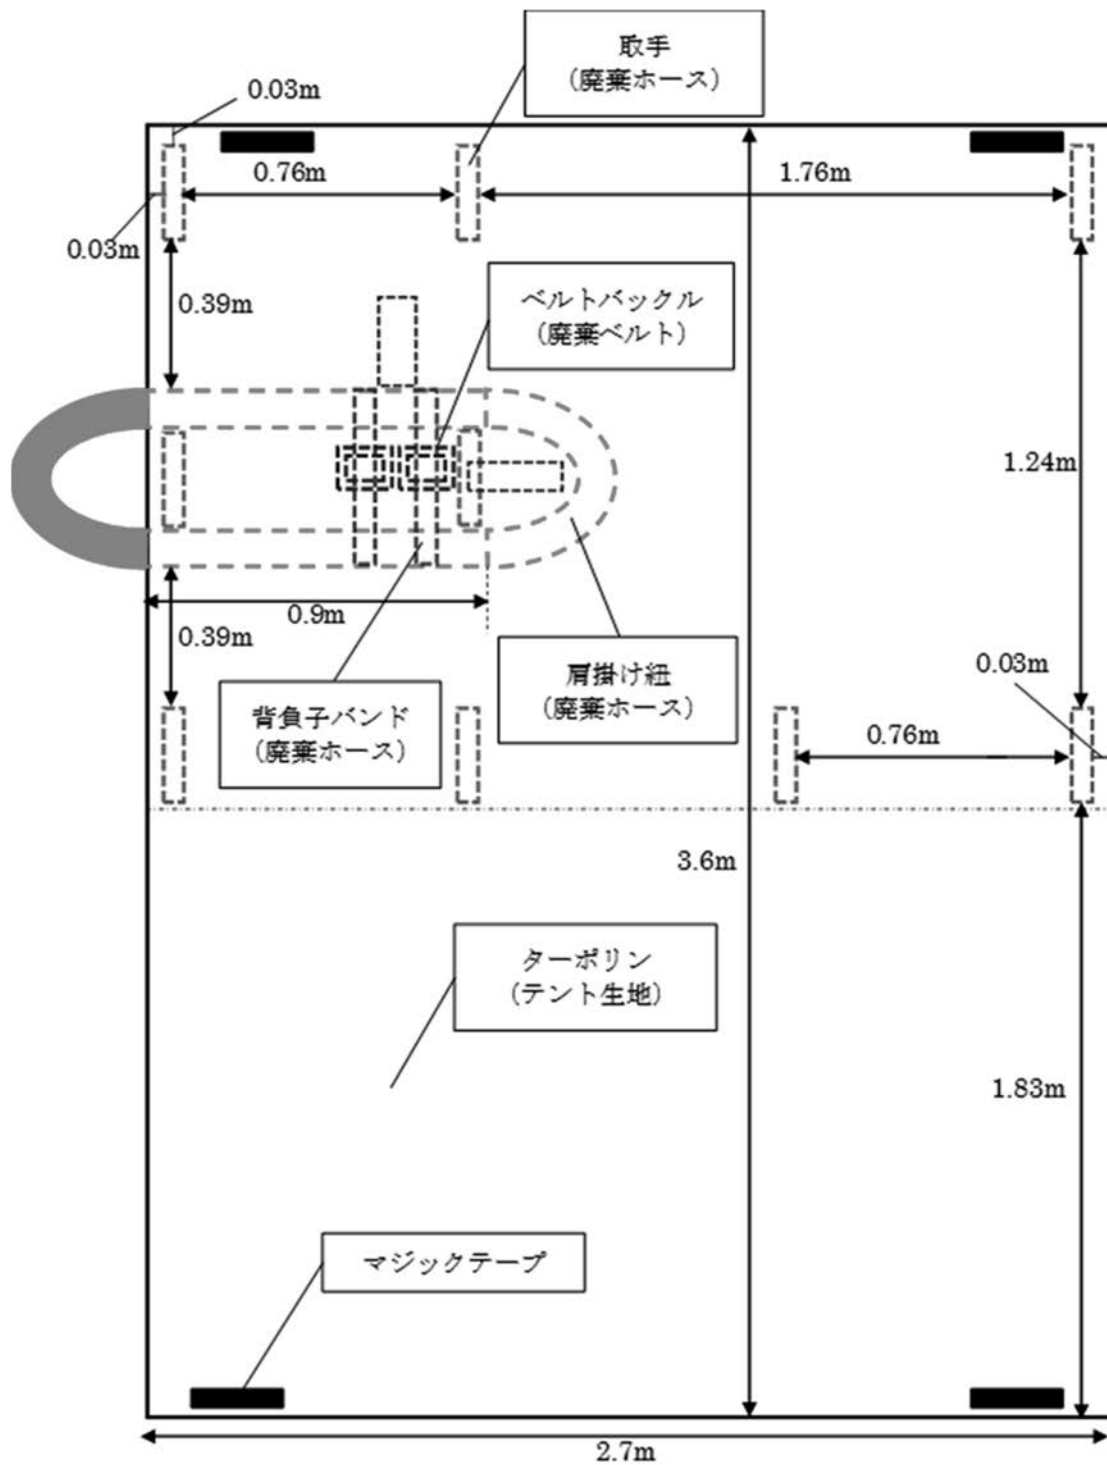 取手
（廃棄ホース）
0.03m
0.76m
1.76m
0.03m
0.39m
ベルトバックル
（廃棄ベルト）
1.24m
0.9m
0.39m
肩掛け紐
（廃棄ホース）
0.03m
背負子バンド
（廃棄ホース）
0.76m
3.6m
ターポリン
（テント生地）
1.83m
マジックテープ
2.7m